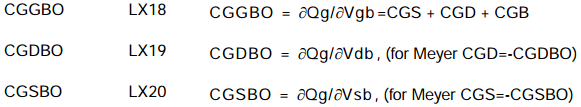 CGGBO LX18 CGGBO = ∂Qg/∂Vgb =CGS + CGD + CGB
CGDBO LX19 CGDBO = ∂Qg/∂Vdb , (for Meyer CGD=-CGDBO)
CGSBO LX20 CGSBO = ∂Qg/∂Vsb , (for Meyer CGS=-CGSBO)